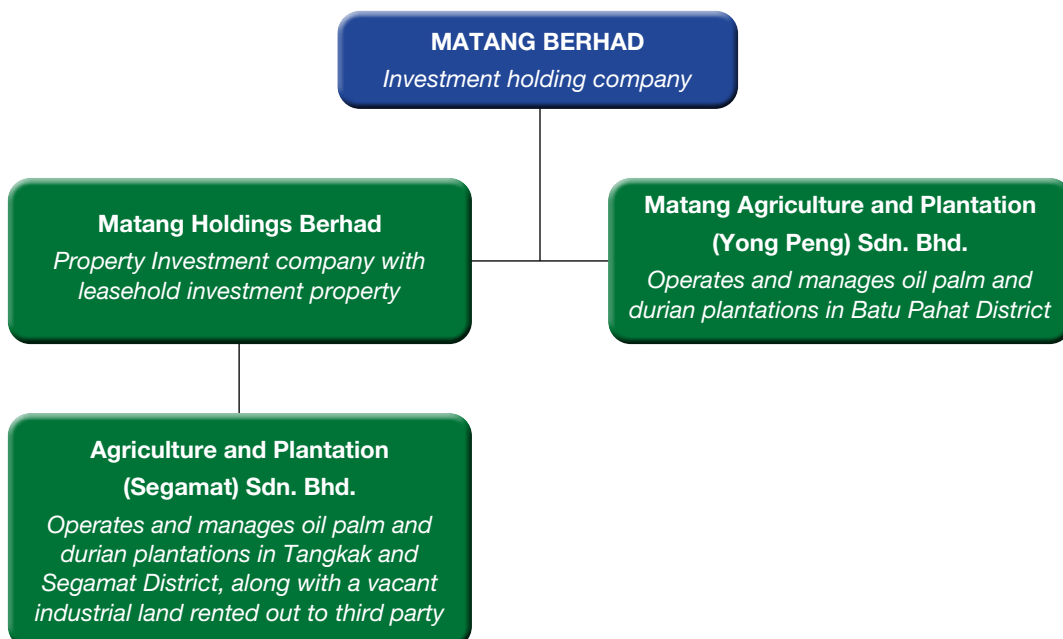 MATANG BERHAD
Investment holding company
Matang Holdings Berhad
Property Investment company with
leasehold investment property
Matang Agriculture and Plantation
(Yong Peng) Sdn. Bhd.
Operates and manages oil palm and
durian plantations in Batu Pahat District
Agriculture and Plantation
(Segamat) Sdn. Bhd.
Operates and manages oil palm and
durian plantations in Tangkak and
Segamat District, along with a vacant
industrial land rented out to third party